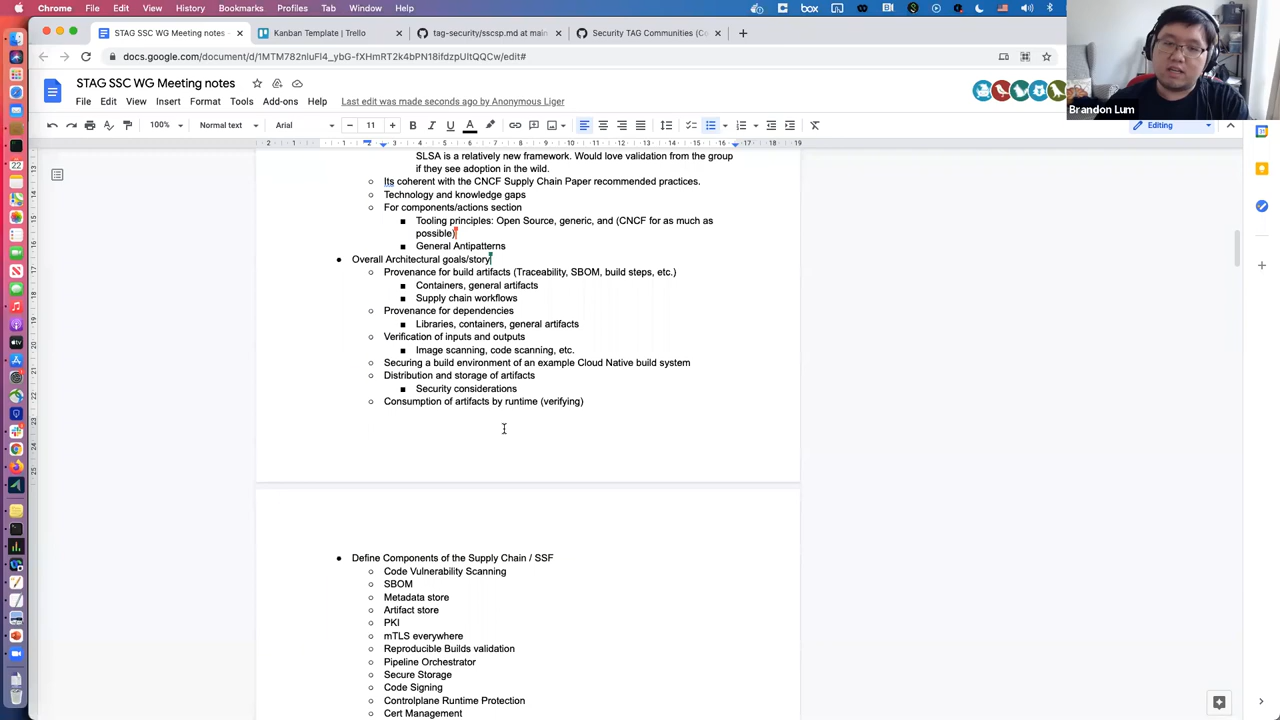 Chrome File Edit View History Bookmarks Profiles Tab Window Help
STAG SSC WG Meeting notes
Kanban Template | Trello
tag-security/sscsp.md at main
Security TAG Communities (Co
docs.google.com/document/d/1MTM782nluFl4_ybG-fXHmRT2k4bPN18ifdzpUltQQCw/edit#
Brandon Lum
STAG SSC WG Meeting notes
File Edit View Insert Format Tools Add-ons Help
Last edit was made seconds ago by Anonymous Liger
100% Normal text Arial 11
Editing
SLSA is a relatively new framework. Would love validation from the group
if they see adoption in the wild.
Its coherent with the CNCF Supply Chain Paper recommended practices.
Technology and knowledge gaps
For components/actions section
Tooling principles: Open Source, generic, and (CNCF for as much as
possible)
General Antipatterns
Overall Architectural goals/story
Provenance for build artifacts (Traceability, SBOM, build steps, etc.)
Containers, general artifacts
Supply chain workflows
Provenance for dependencies
Libraries, containers, general artifacts
Verification of inputs and outputs
Image scanning, code scanning, etc.
Securing a build environment of an example Cloud Native build system
Distribution and storage of artifacts
Security considerations
Consumption of artifacts by runtime (verifying)
Define Components of the Supply Chain / SSF
Code Vulnerability Scanning
SBOM
Metadata store
Artifact store
PKI
mTLS everywhere
Reproducible Builds validation
Pipeline Orchestrator
Secure Storage
Code Signing
Controlplane Runtime Protection
Cert Management